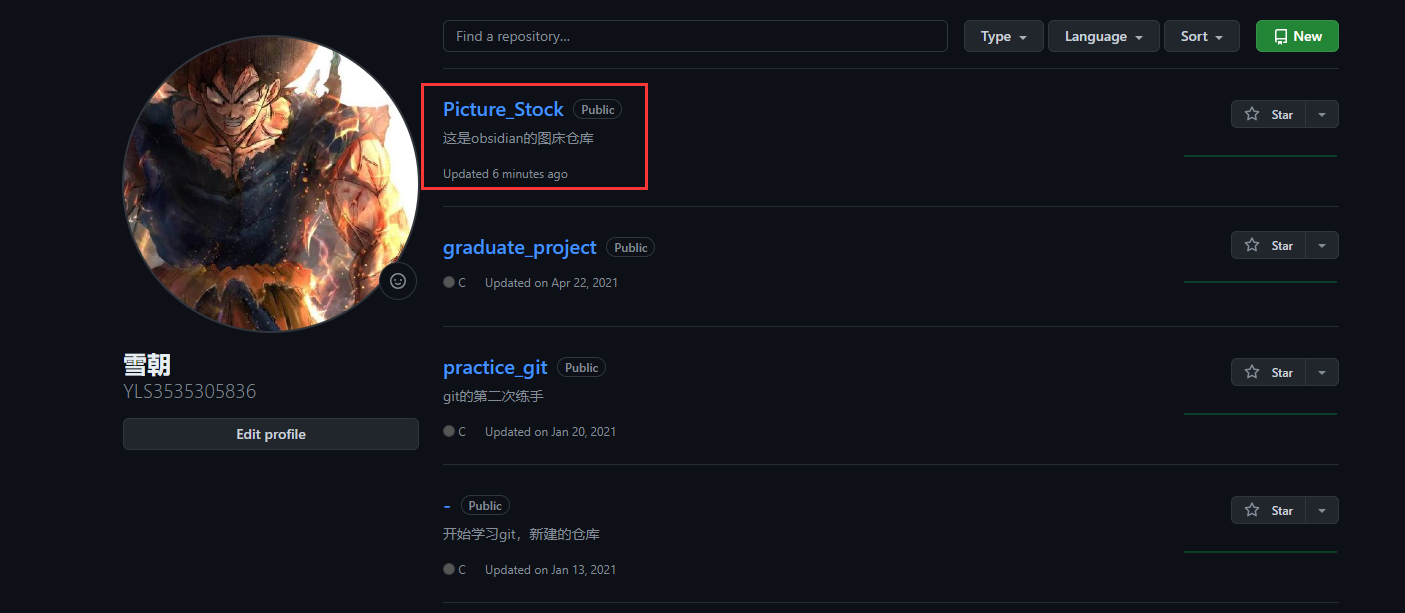 Find a repository...
Type
Language
Sort
New
Picture_Stock Public
Star
这是obsidian的图床仓库
Updated 6 minutes ago
graduate_project Public
Star
C Updated on Apr 22, 2021
practice_git Public
Star
git的第二次练手
C Updated on Jan 20, 2021
- Public
Star
开始学习git，新建的仓库
C Updated on Jan 13, 2021
雪朝
YLS3535305836
Edit profile